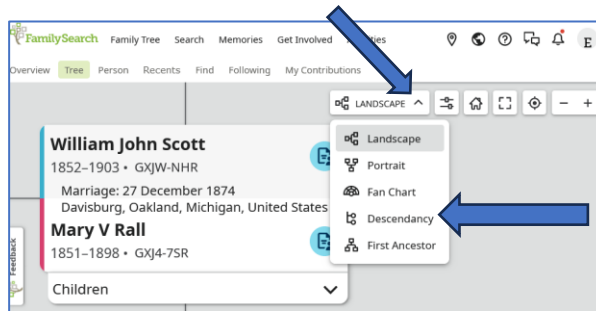 FamilySearch Family Tree Search Memories Get Involved
Overview Tree Person Recents Find Following My Contributions
LANDSCAPE
William John Scott
1852–1903 • GXJW-NHR
Marriage: 27 December 1874
Davisburg, Oakland, Michigan, United States
Mary V Rall
1851–1898 • GXJ4-7SR
Children
Landscape
Portrait
Fan Chart
Descendancy
First Ancestor
Feedback
E